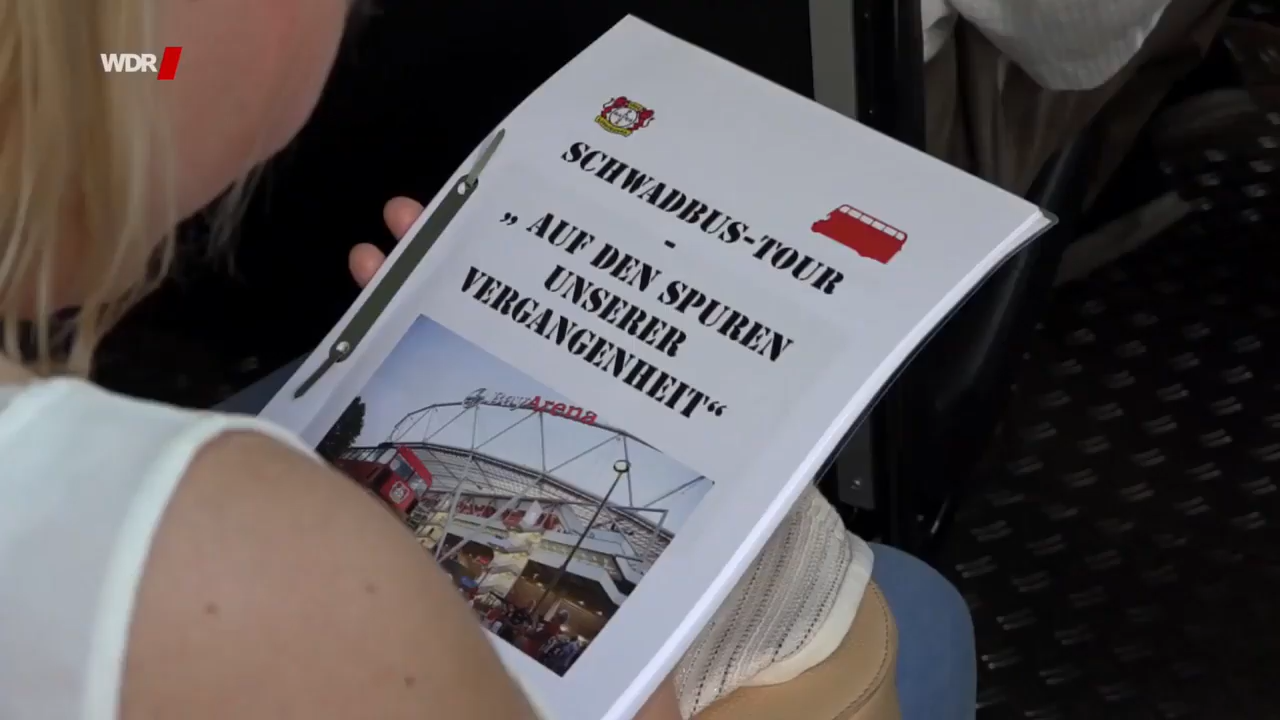 WDR
SCHWADBUS-TOUR
-
„ AUF DEN SPUREN
UNSERER
VERGANGENHEIT“
BayArena